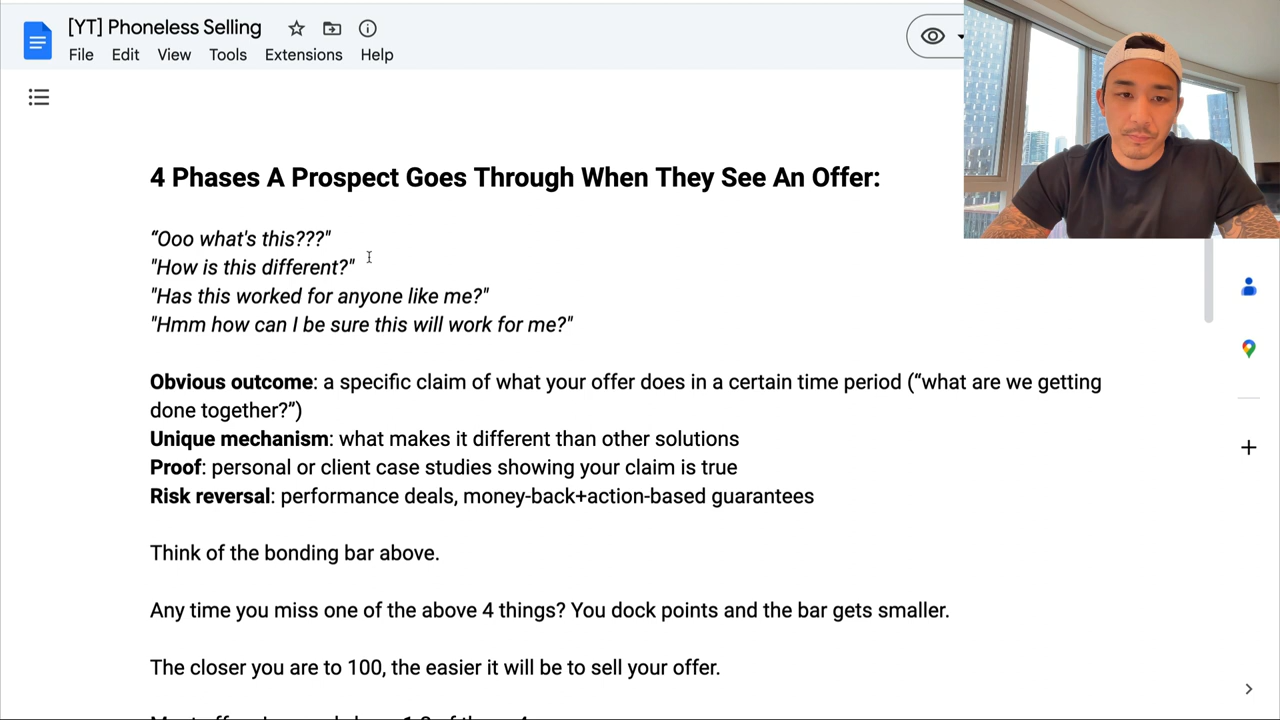 [YT] Phoneless Selling
File Edit View Tools Extensions Help
4 Phases A Prospect Goes Through When They See An Offer:
“Ooo what's this???"
"How is this different?"
"Has this worked for anyone like me?"
"Hmm how can I be sure this will work for me?"
Obvious outcome: a specific claim of what your offer does in a certain time period (“what are we getting
done together?”)
Unique mechanism: what makes it different than other solutions
Proof: personal or client case studies showing your claim is true
Risk reversal: performance deals, money-back+action-based guarantees
Think of the bonding bar above.
Any time you miss one of the above 4 things? You dock points and the bar gets smaller.
The closer you are to 100, the easier it will be to sell your offer.